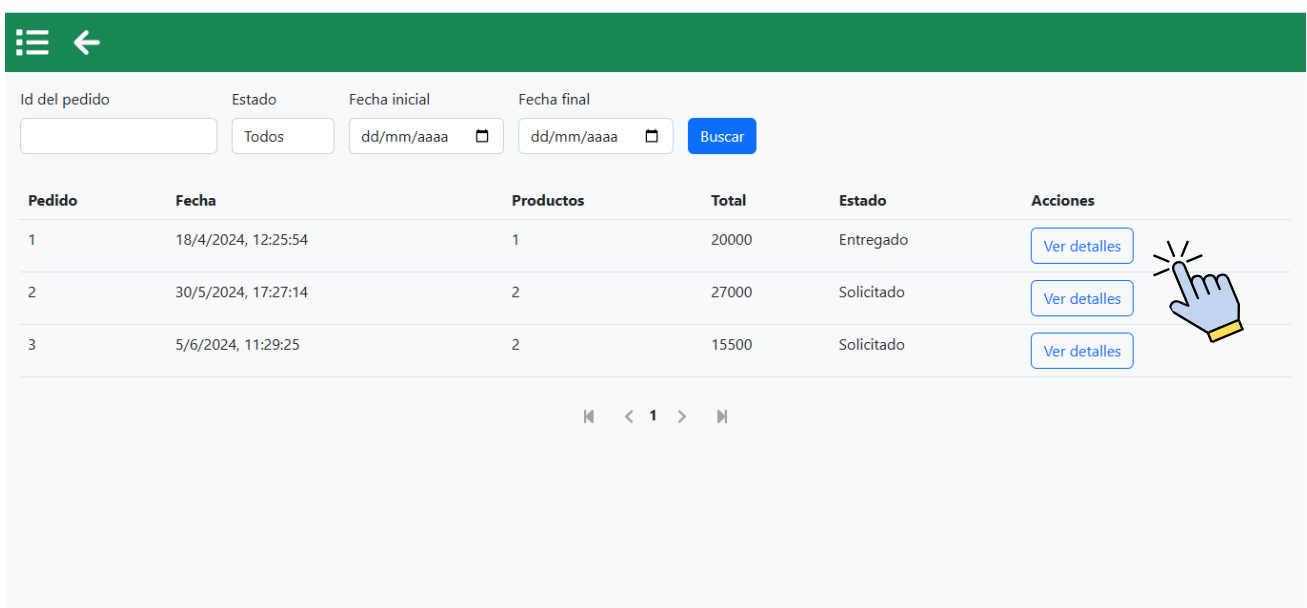 Id del pedido Estado Fecha inicial Fecha final
Todos dd/mm/aaaa dd/mm/aaaa Buscar
Pedido Fecha Productos Total Estado Acciones
1 18/4/2024, 12:25:54 1 20000 Entregado Ver detalles
2 30/5/2024, 17:27:14 2 27000 Solicitado Ver detalles
3 5/6/2024, 11:29:25 2 15500 Solicitado Ver detalles
1